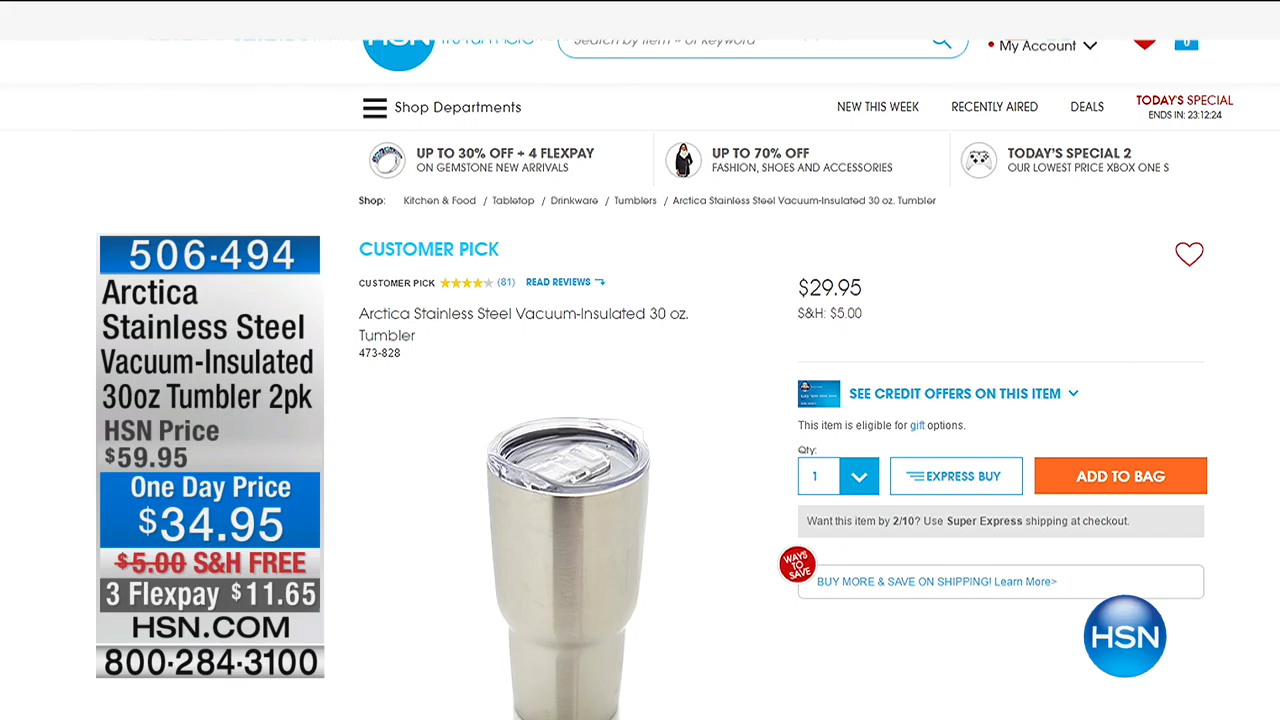 HSN
Search by item # or keyword
My Account
0
Shop Departments
NEW THIS WEEK
RECENTLY AIRED
DEALS
TODAY'S SPECIAL
ENDS IN: 23:12:24
UP TO 30% OFF + 4 FLEXPAY
ON GEMSTONE NEW ARRIVALS
UP TO 70% OFF
FASHION, SHOES AND ACCESSORIES
TODAY'S SPECIAL 2
OUR LOWEST PRICE XBOX ONE S
Shop: Kitchen & Food / Tabletop / Drinkware / Tumblers / Arctica Stainless Steel Vacuum-Insulated 30 oz. Tumbler
506-494
Arctica
Stainless Steel
Vacuum-Insulated
30oz Tumbler 2pk
HSN Price
$59.95
One Day Price
$34.95
$5.00 S&H FREE
3 Flexpay $11.65
HSN.COM
800-284-3100
CUSTOMER PICK
CUSTOMER PICK (81) READ REVIEWS
Arctica Stainless Steel Vacuum-Insulated 30 oz.
Tumbler
473-828
$29.95
S&H: $5.00
SEE CREDIT OFFERS ON THIS ITEM
This item is eligible for gift options.
Qty:
1
EXPRESS BUY
ADD TO BAG
Want this item by 2/10? Use Super Express shipping at checkout.
WAYS
TO
SAVE
BUY MORE & SAVE ON SHIPPING! Learn More>
HSN